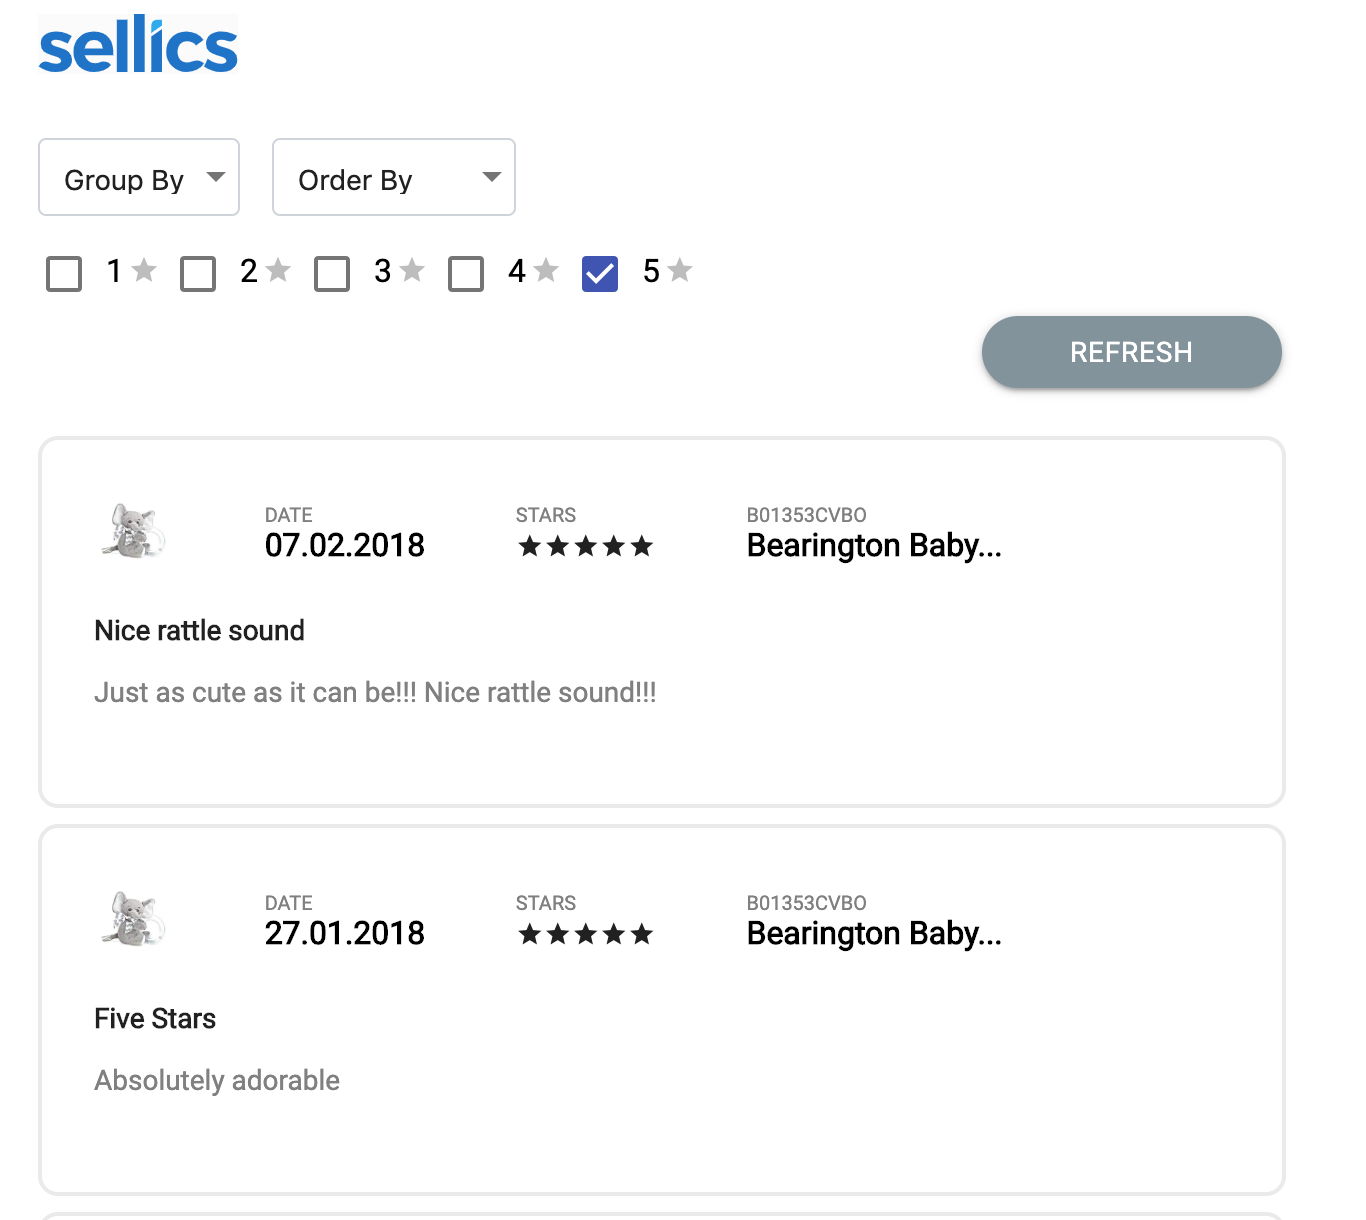 sellics
Group By Order By
1 2 3 4 5
REFRESH
DATE STARS B01353CVBO
07.02.2018 Bearington Baby...
Nice rattle sound
Just as cute as it can be!!! Nice rattle sound!!!
DATE STARS B01353CVBO
27.01.2018 Bearington Baby...
Five Stars
Absolutely adorable